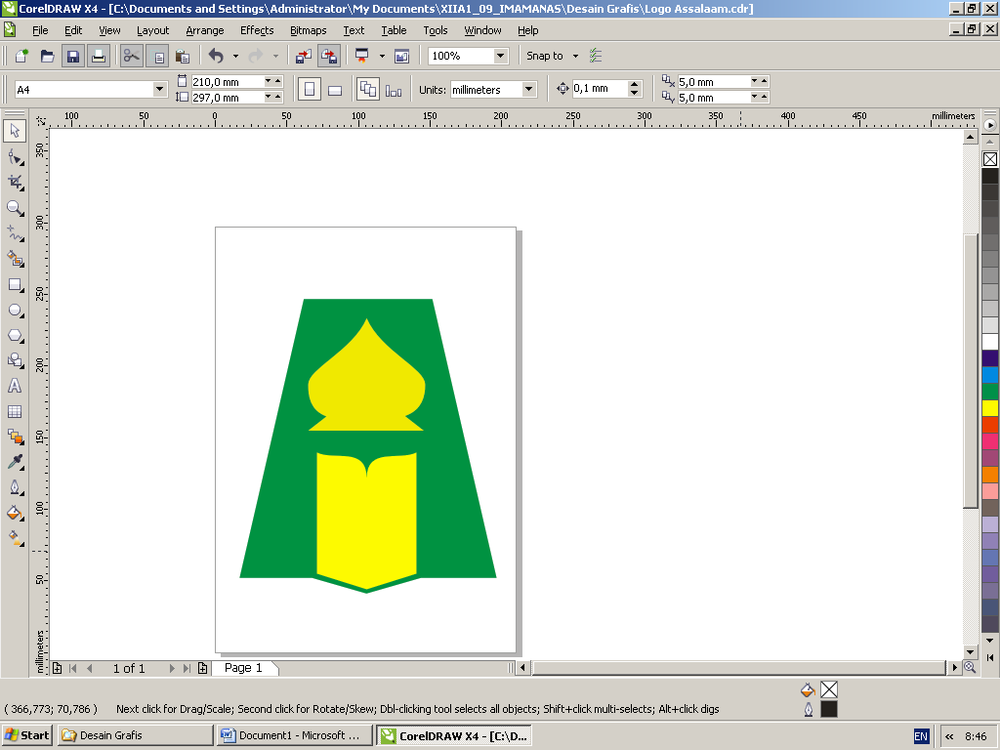 CorelDRAW X4 - [C:\Documents and Settings\Administrator\My Documents\XIIA1_09_IMAMANAS\Desain Grafis\Logo Assalaam.cdr]
File Edit View Layout Arrange Effects Bitmaps Text Table Tools Window Help
100% Snap to
A4 210,0 mm 297,0 mm Units: millimeters 0,1 mm 5,0 mm 5,0 mm
100 50 0 50 100 150 200 250 300 350 400 450 millimeters
350
300
250
200
150
100
50
millimeters
1 of 1 Page 1
( 366,773; 70,786 ) Next click for Drag/Scale; Second click for Rotate/Skew; Dbl-clicking tool selects all objects; Shift+click multi-selects; Alt+click digs
Start Desain Grafis Document1 - Microsoft ... CorelDRAW X4 - [C:\D... EN « 8:46